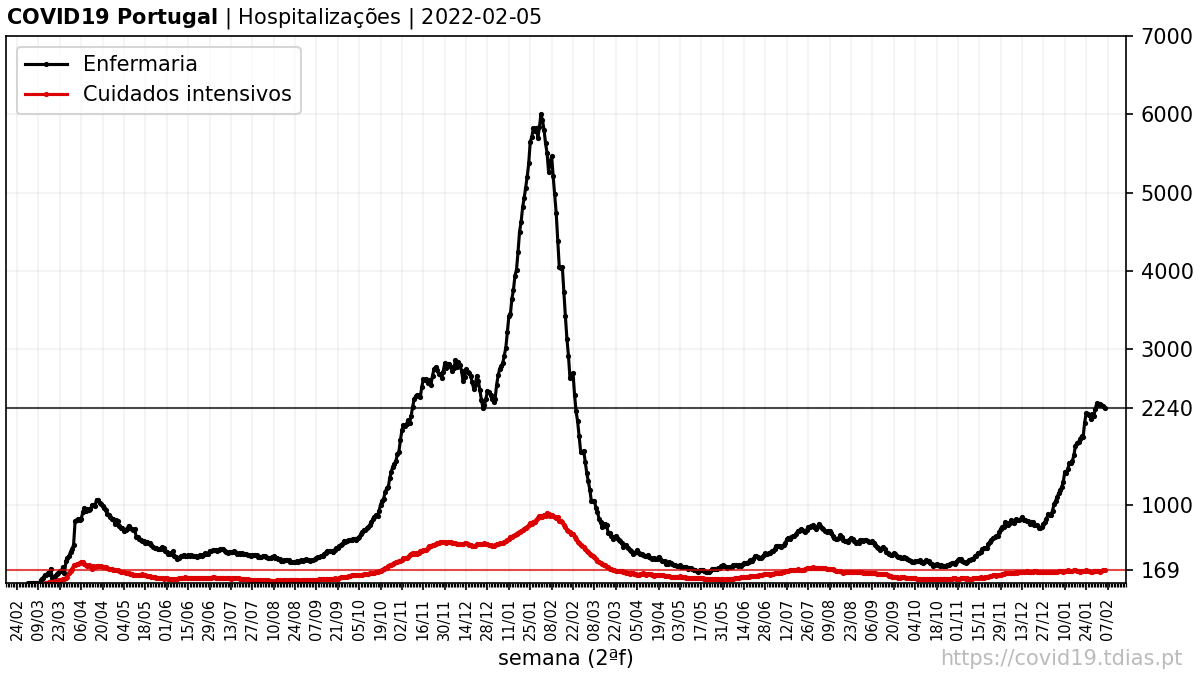 COVID19 Portugal | Hospitalizações | 2022-02-05
Enfermaria
Cuidados intensivos
7000
6000
5000
4000
3000
2240
1000
169
24/02 09/03 23/03 06/04 20/04 04/05 18/05 01/06 15/06 29/06 13/07 27/07 10/08 24/08 07/09 21/09 05/10 19/10 02/11 16/11 30/11 14/12 28/12 11/01 25/01 08/02 22/02 08/03 22/03 05/04 19/04 03/05 17/05 31/05 14/06 28/06 12/07 26/07 09/08 23/08 06/09 20/09 04/10 18/10 01/11 15/11 29/11 13/12 27/12 10/01 24/01 07/02
semana (2ªf)
https://covid19.tdias.pt